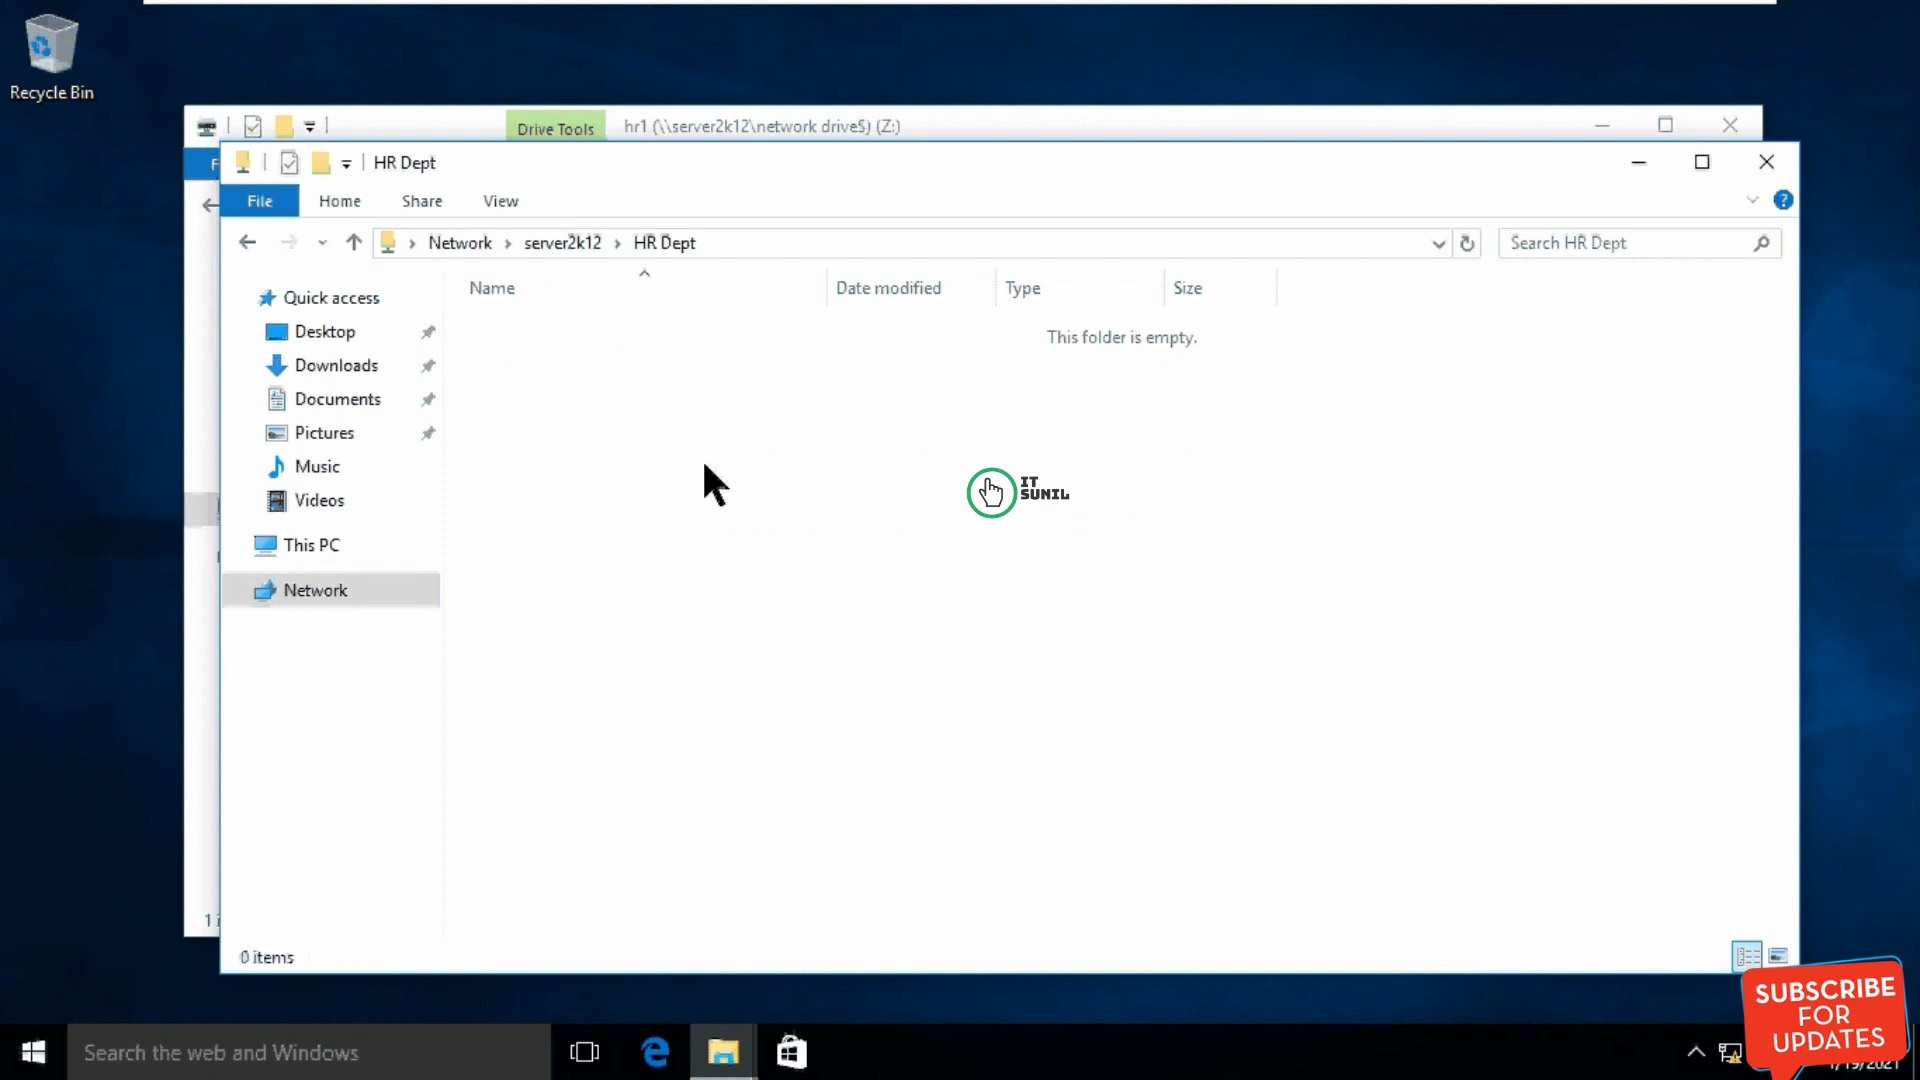 Recycle Bin
Drive Tools
hr1 (\\server2k12\network drive$) (Z:)
HR Dept
File
Home
Share
View
Network
server2k12
HR Dept
Search HR Dept
Name
Date modified
Type
Size
This folder is empty.
Quick access
Desktop
Downloads
Documents
Pictures
Music
Videos
This PC
Network
IT
SUNIL
0 items
Search the web and Windows
SUBSCRIBE
FOR
UPDATES